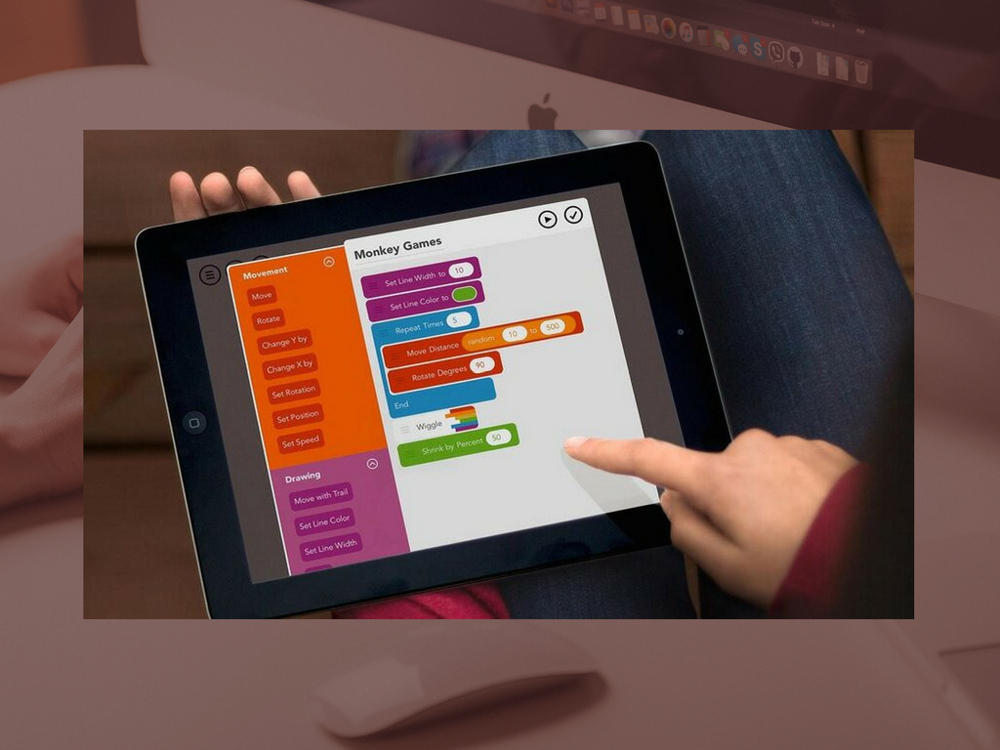 Monkey Games
Movement
Move
Rotate
Change Y by
Change X by
Set Rotation
Set Position
Set Speed
Drawing
Move with Trail
Set Line Color
Set Line Width
Set Line Width to 10
Set Line Color to
Repeat Times 5
Move Distance random 10 to 500
Rotate Degrees 90
End
Wiggle
Shrink by Percent 50